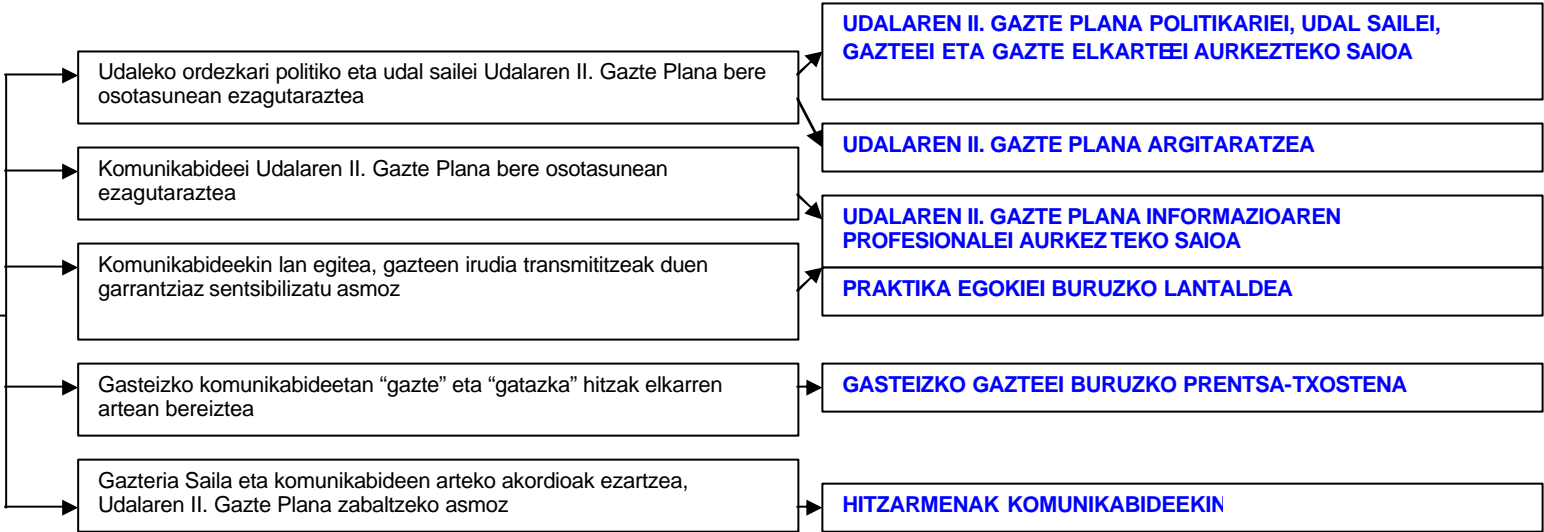 Udaleko ordezkari politiko eta udal sailei Udalaren II. Gazte Plana bere
osotasunean ezagutaraztea
UDALAREN II. GAZTE PLANA POLITIKARIEI, UDAL SAILEI,
GAZTEEI ETA GAZTE ELKARTEEI AURKEZTEKO SAIOA
UDALAREN II. GAZTE PLANA ARGITARATZEA
Komunikabideei Udalaren II. Gazte Plana bere osotasunean
ezagutaraztea
UDALAREN II. GAZTE PLANA INFORMAZIOAREN
PROFESIONALEI AURKEZ TEKO SAIOA
Komunikabideekin lan egitea, gazteen irudia transmititzeak duen
garrantziaz sentsibilizatu asmoz
PRAKTIKA EGOKIEI BURUZKO LANTALDEA
Gasteizko komunikabideetan “gazte” eta “gatazka” hitzak elkarren
artean bereiztea
GASTEIZKO GAZTEEI BURUZKO PRENTSA-TXOSTENA
Gazteria Saila eta komunikabideen arteko akordioak ezartzea,
Udalaren II. Gazte Plana zabaltzeko asmoz
HITZARMENAK KOMUNIKABIDEEKIN